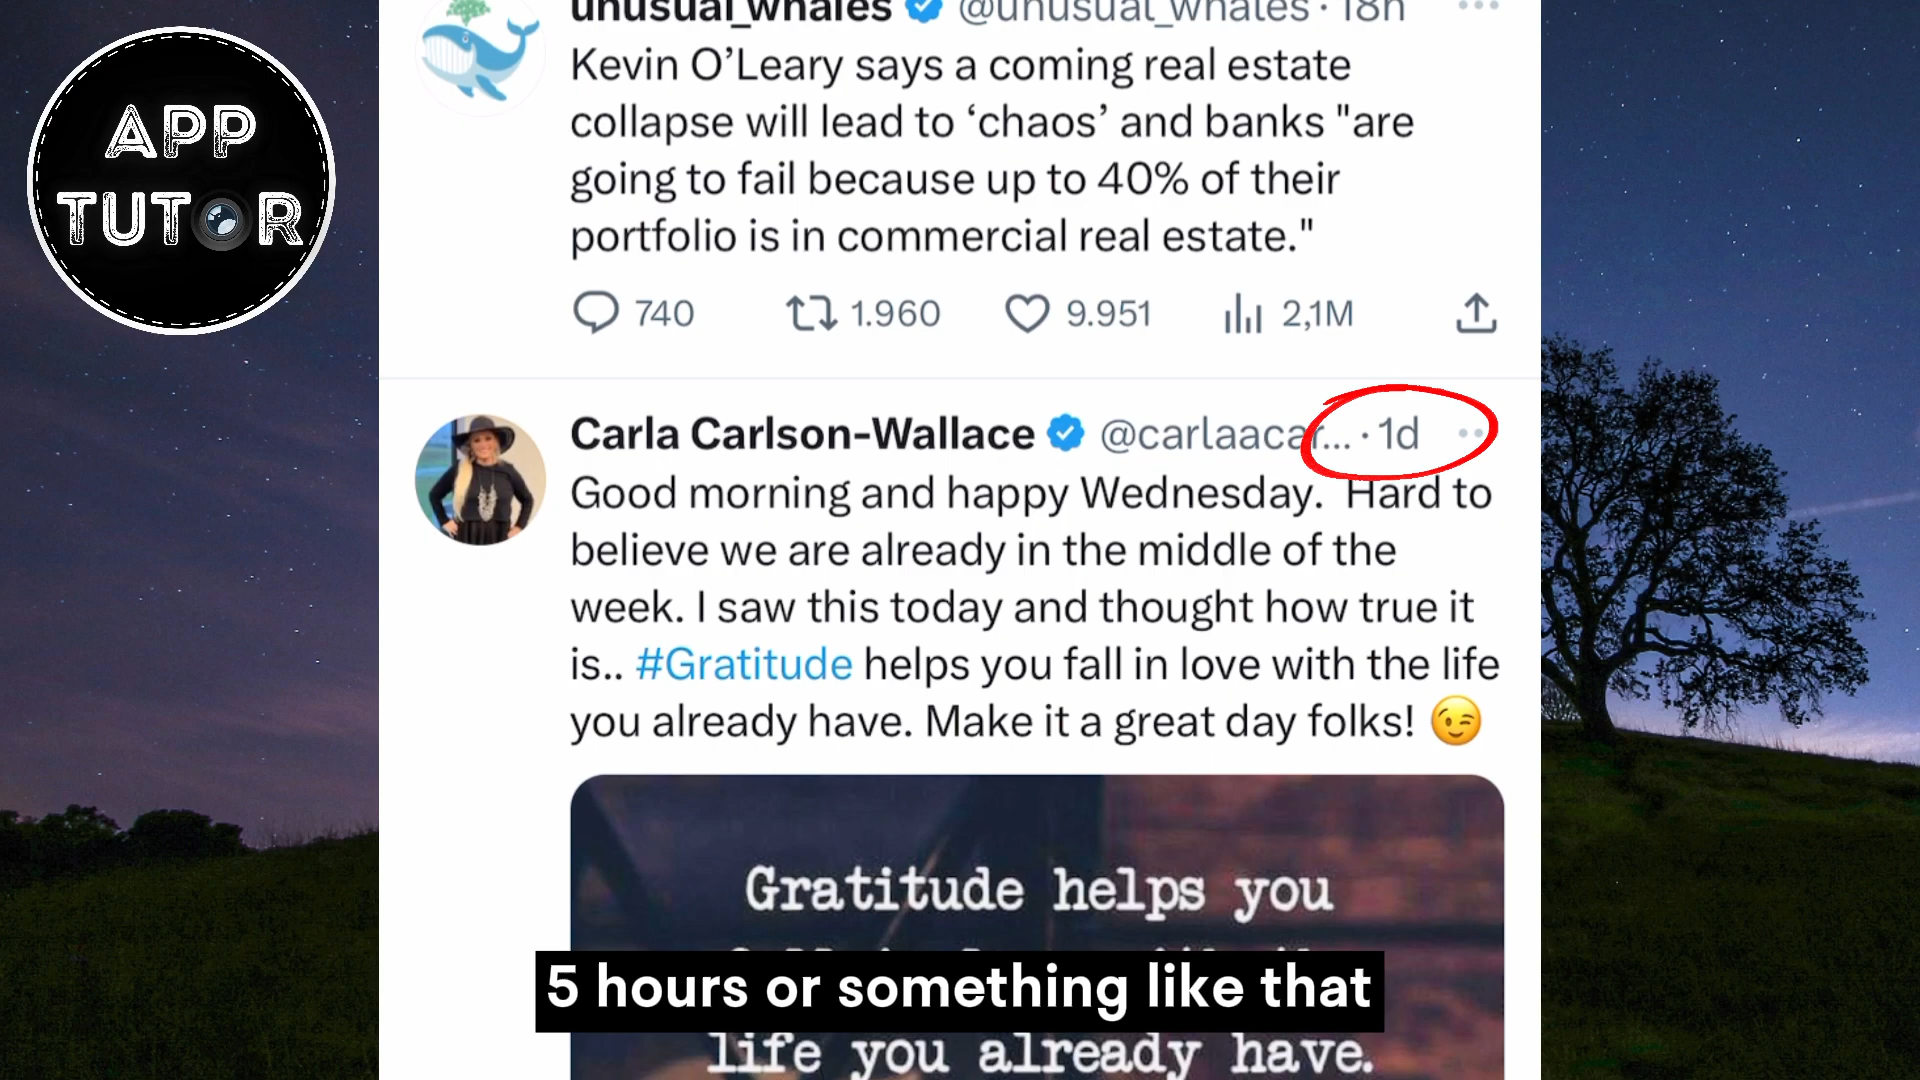 APP
TUTOR
unusual_whales @unusual_whales · 18h
Kevin O’Leary says a coming real estate
collapse will lead to ‘chaos’ and banks "are
going to fail because up to 40% of their
portfolio is in commercial real estate."
740 1.960 9.951 2,1M
Carla Carlson-Wallace @carlaacar... · 1d
Good morning and happy Wednesday. Hard to
believe we are already in the middle of the
week. I saw this today and thought how true it
is.. #Gratitude helps you fall in love with the life
you already have. Make it a great day folks! 😉
Gratitude helps you
5 hours or something like that
life you already have.